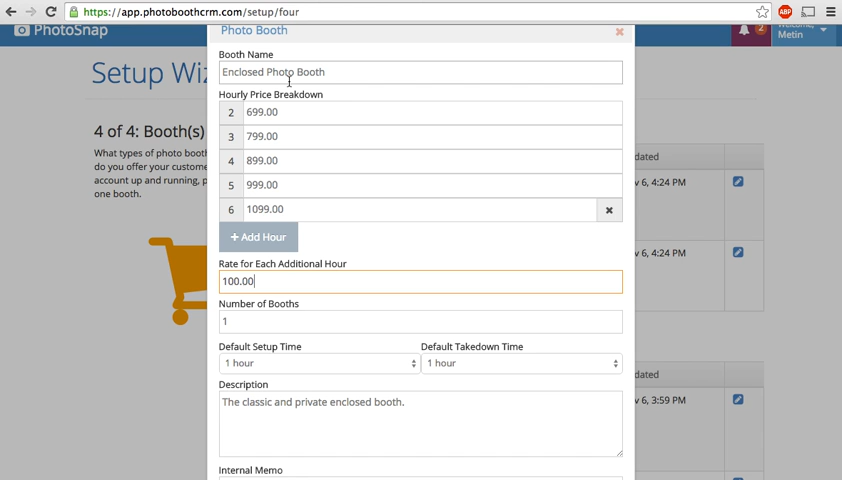 https://app.photoboothcrm.com/setup/four
ABP
PhotoSnap
Photo Booth
2
Welcome,
Metin
Setup Wiz
Booth Name
Enclosed Photo Booth
Hourly Price Breakdown
2 699.00
3 799.00
4 899.00
5 999.00
6 1099.00
+ Add Hour
4 of 4: Booth(s)
What types of photo booth
do you offer your custome
account up and running, p
one booth.
dated
v 6, 4:24 PM
v 6, 4:24 PM
Rate for Each Additional Hour
100.00
Number of Booths
1
Default Setup Time Default Takedown Time
1 hour 1 hour
dated
v 6, 3:59 PM
Description
The classic and private enclosed booth.
Internal Memo